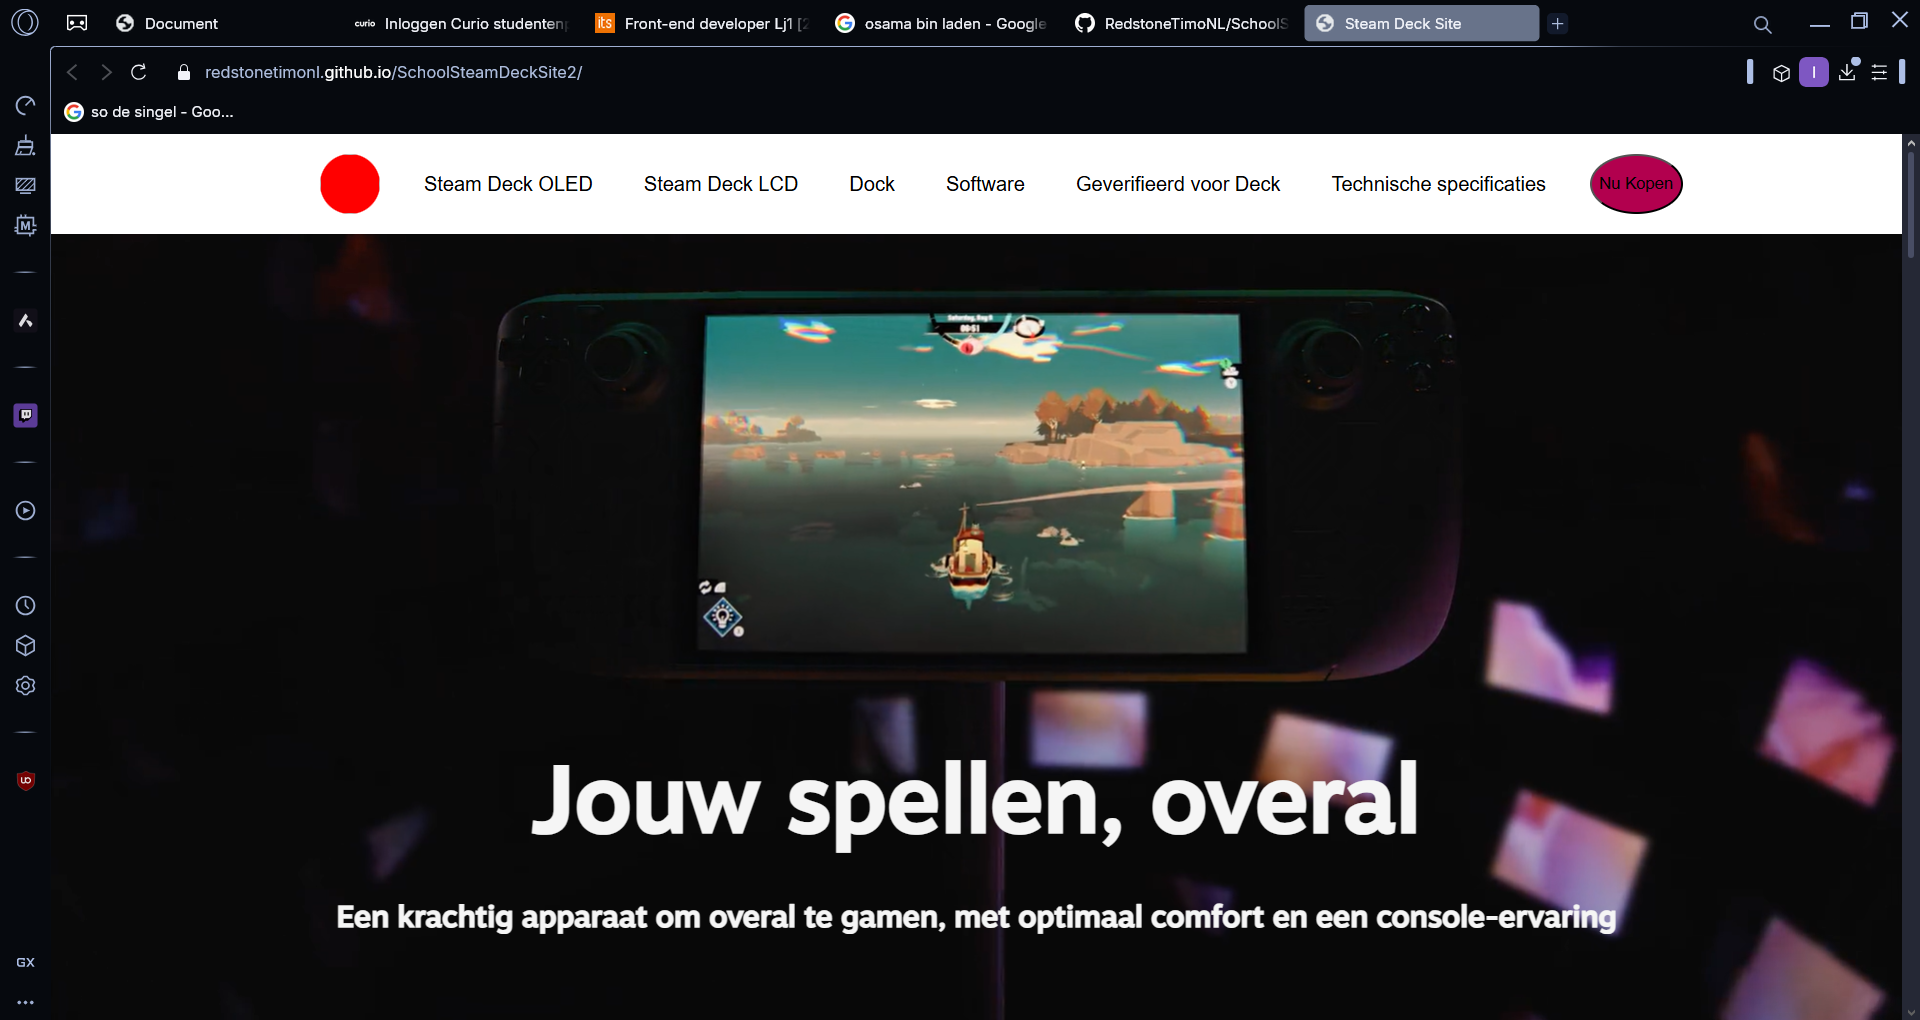 Document
curio Inloggen Curio studenten
its Front-end developer Lj1 [2
osama bin laden - Google
RedstoneTimoNL/SchoolS
Steam Deck Site
redstonetimonl.github.io/SchoolSteamDeckSite2/
I
so de singel - Goo...
Steam Deck OLED
Steam Deck LCD
Dock
Software
Geverifieerd voor Deck
Technische specificaties
Nu Kopen
M
00:51
Jouw spellen, overal
Een krachtig apparaat om overal te gamen, met optimaal comfort en een console-ervaring
GX